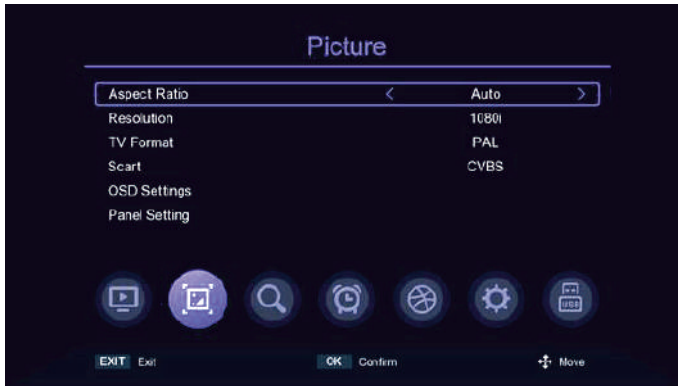 Picture
Aspect Ratio < Auto >
Resolution 1080i
TV Format PAL
Scart CVBS
OSD Settings
Panel Setting
USB
EXIT Exit OK Confirm Move